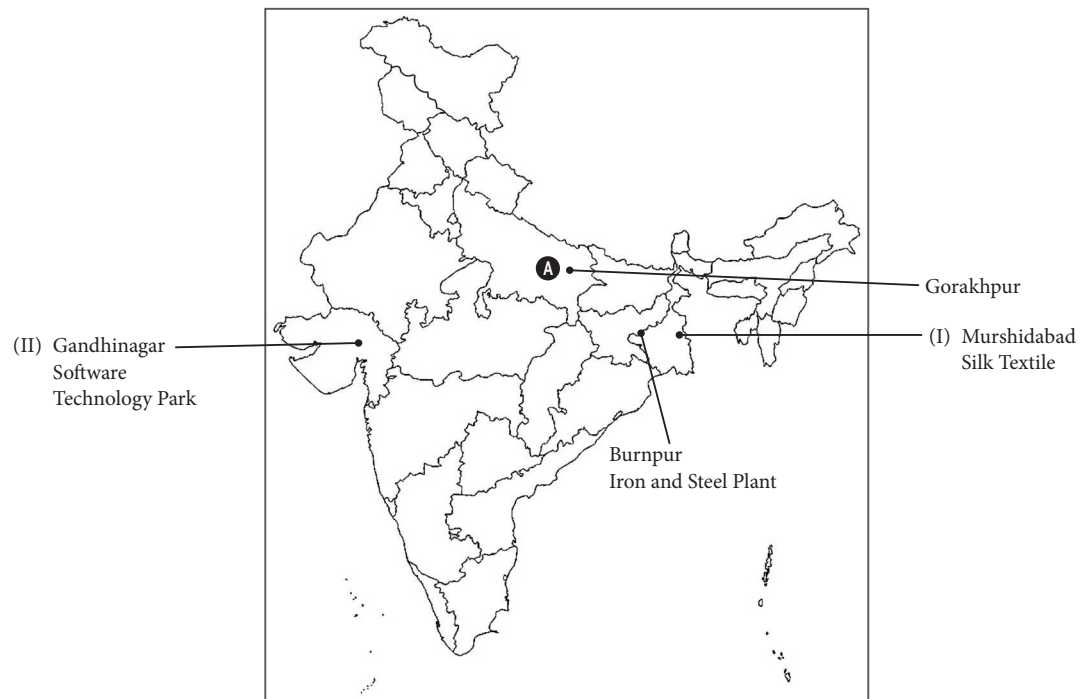 A
Gorakhpur
(I) Murshidabad
Silk Textile
(II) Gandhinagar
Software
Technology Park
Burnpur
Iron and Steel Plant